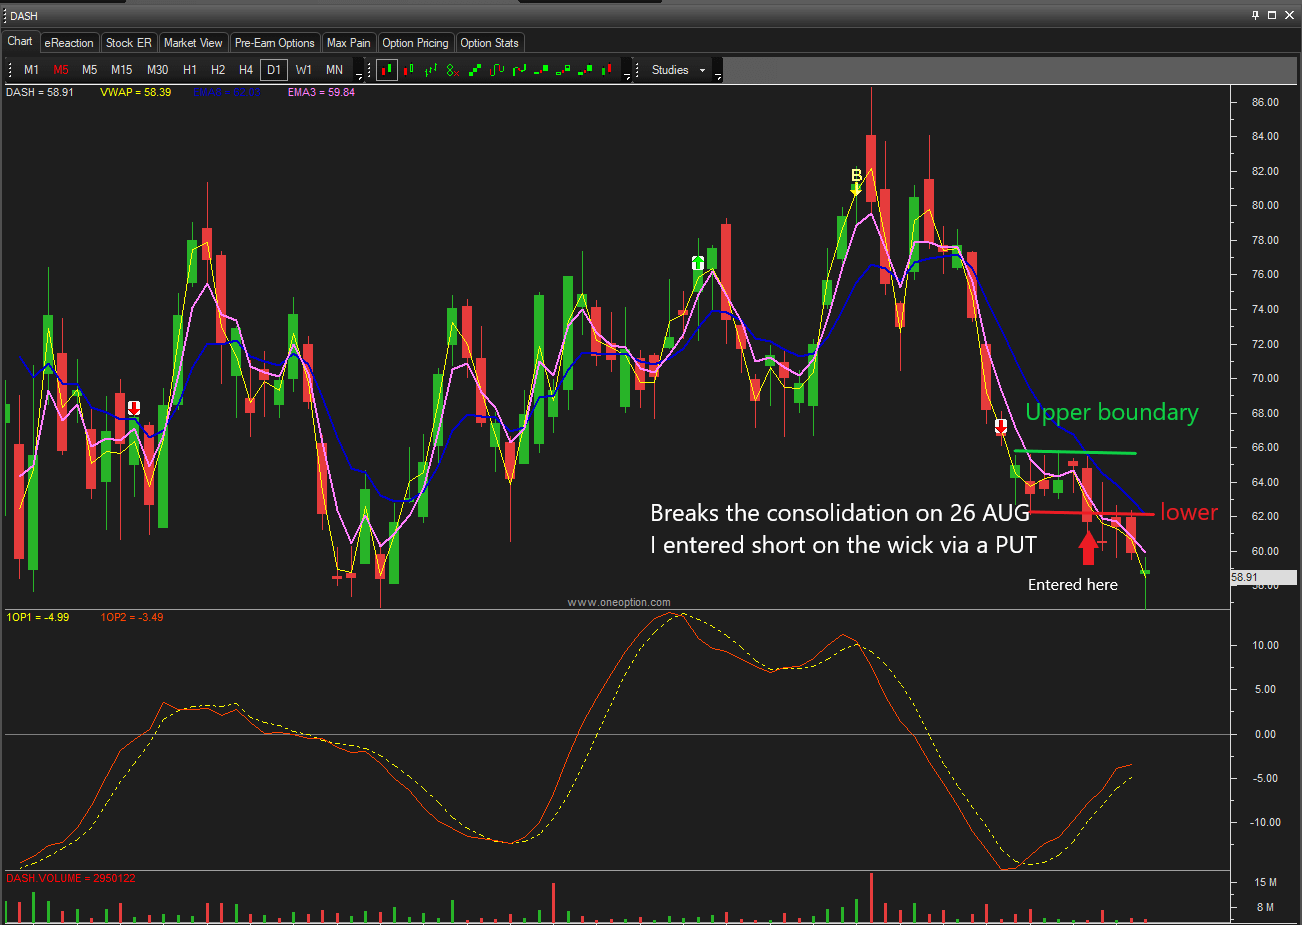 DASH
Chart eReaction Stock ER Market View Pre-Earn Options Max Pain Option Pricing Option Stats
M1 M5 M5 M15 M30 H1 H2 H4 D1 W1 MN Studies
DASH = 58.91 VWAP = 58.39 EMA3 = 59.84
86.00
84.00
82.00
B
80.00
78.00
76.00
74.00
72.00
70.00
68.00
Upper boundary
66.00
64.00
Breaks the consolidation on 26 AUG
lower
62.00
I entered short on the wick via a PUT
60.00
Entered here
58.91
58.00
www.oneoption.com
1OP1 = -4.99 1OP2 = -3.49
10.00
5.00
0.00
-5.00
-10.00
DASH.VOLUME = 2950122
15 M
8 M